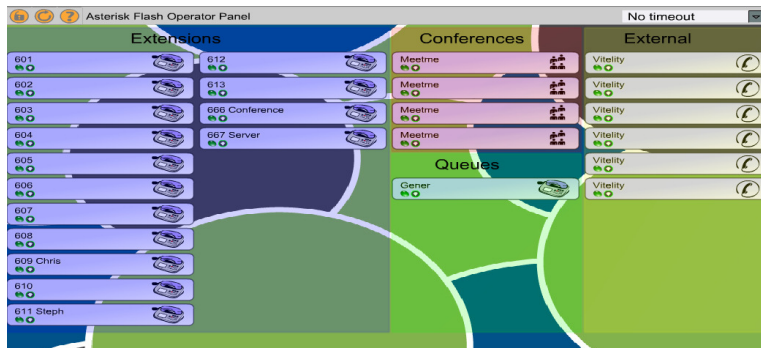 Asterisk Flash Operator Panel
No timeout
Extensions
601
602
603
604
605
606
607
608
609 Chris
610
611 Steph
612
613
666 Conference
667 Server
Conferences
Meetme
Meetme
Meetme
Meetme
Queues
Gener
External
Vitelity
Vitelity
Vitelity
Vitelity
Vitelity
Vitelity